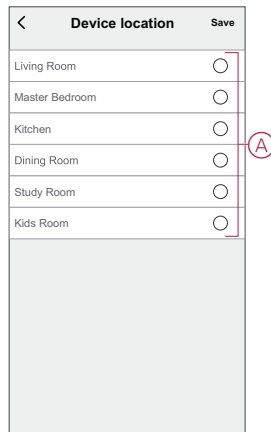 Device location Save
Living Room
Master Bedroom
Kitchen
A
Dining Room
Study Room
Kids Room